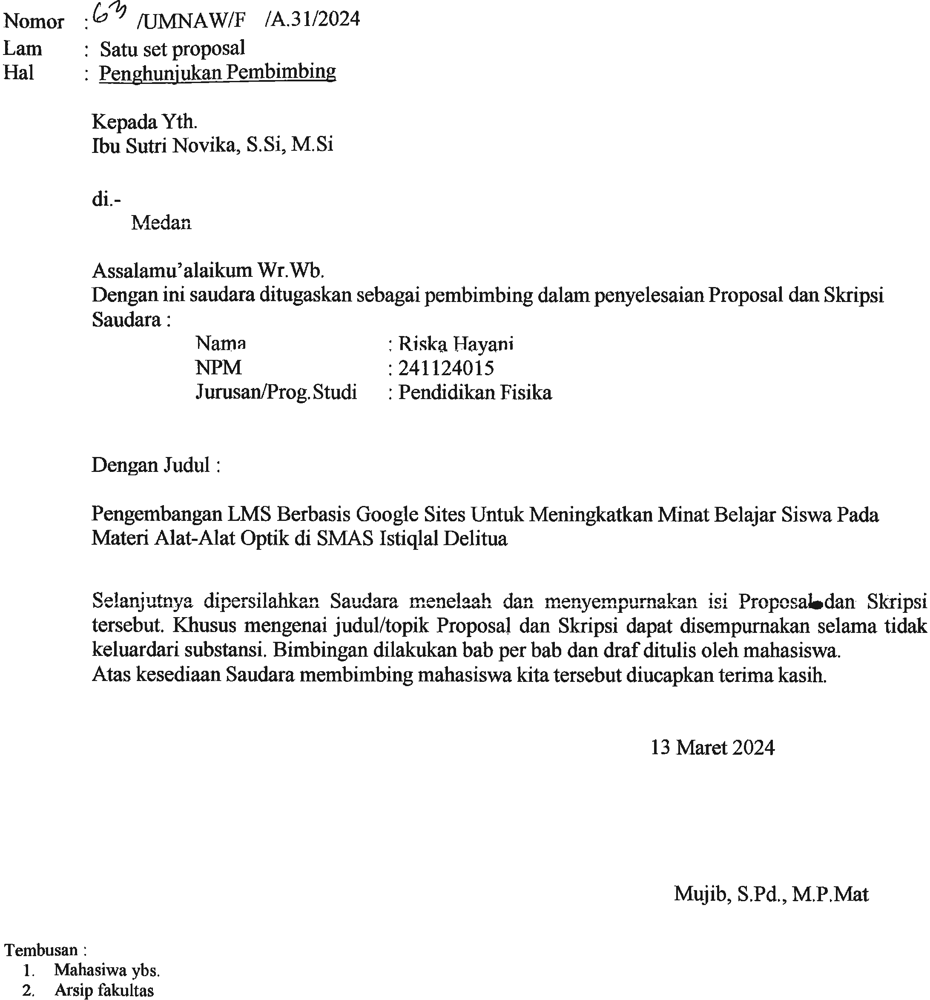 Nomor : 63 /UMNAW/F /A.31/2024
Lam : Satu set proposal
Hal : Penghunjukan Pembimbing
Kepada Yth.
Ibu Sutri Novika, S.Si, M.Si
di.-
Medan
Assalamu'alaikum Wr.Wb.
Dengan ini saudara ditugaskan sebagai pembimbing dalam penyelesaian Proposal dan Skripsi
Saudara :
Nama : Riska Hayani
NPM : 241124015
Jurusan/Prog.Studi : Pendidikan Fisika
Dengan Judul :
Pengembangan LMS Berbasis Google Sites Untuk Meningkatkan Minat Belajar Siswa Pada
Materi Alat-Alat Optik di SMAS Istiqlal Delitua
Selanjutnya dipersilahkan Saudara menelaah dan menyempurnakan isi Proposal dan Skripsi
tersebut. Khusus mengenai judul/topik Proposal dan Skripsi dapat disempurnakan selama tidak
keluardari substansi. Bimbingan dilakukan bab per bab dan draf ditulis oleh mahasiswa.
Atas kesediaan Saudara membimbing mahasiswa kita tersebut diucapkan terima kasih.
13 Maret 2024
Mujib, S.Pd., M.P.Mat
Tembusan :
1. Mahasiwa ybs.
2. Arsip fakultas